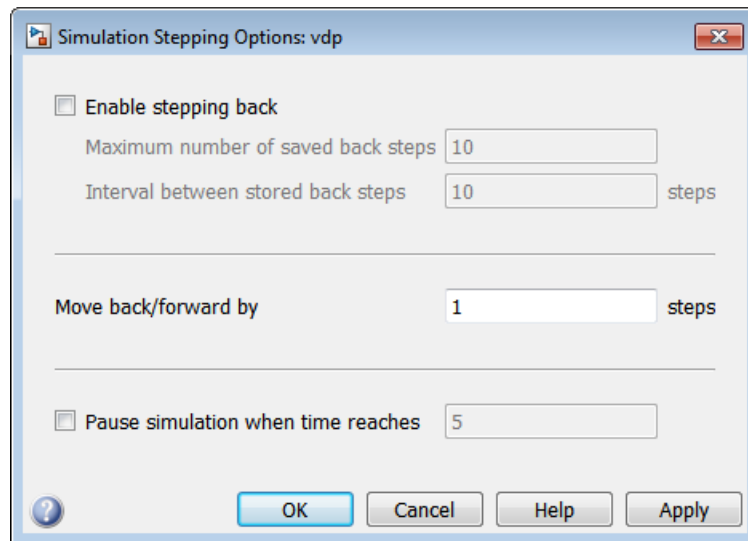 Simulation Stepping Options: vdp
Enable stepping back
Maximum number of saved back steps 10
Interval between stored back steps 10 steps
Move back/forward by 1 steps
Pause simulation when time reaches 5
OK Cancel Help Apply